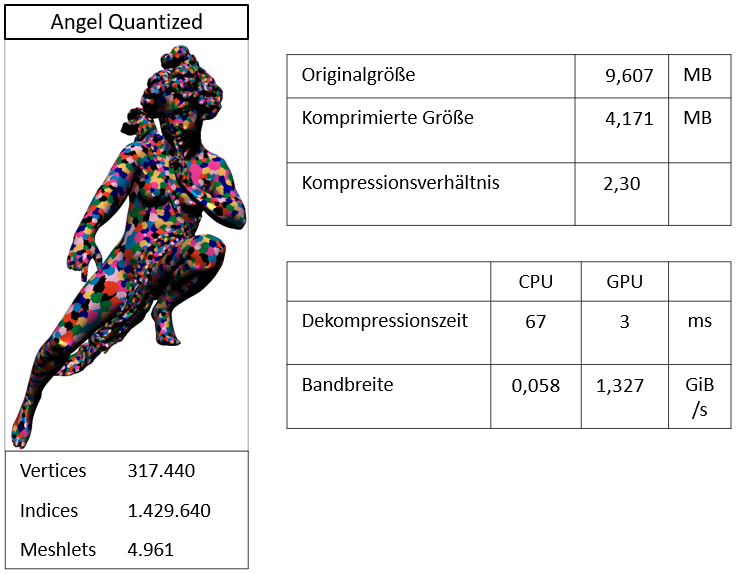 Angel Quantized
Vertices 317.440
Indices 1.429.640
Meshlets 4.961
Originalgröße 9,607 MB
Komprimierte Größe 4,171 MB
Kompressionsverhältnis 2,30
CPU GPU
Dekompressionszeit 67 3 ms
Bandbreite 0,058 1,327 GiB
/s